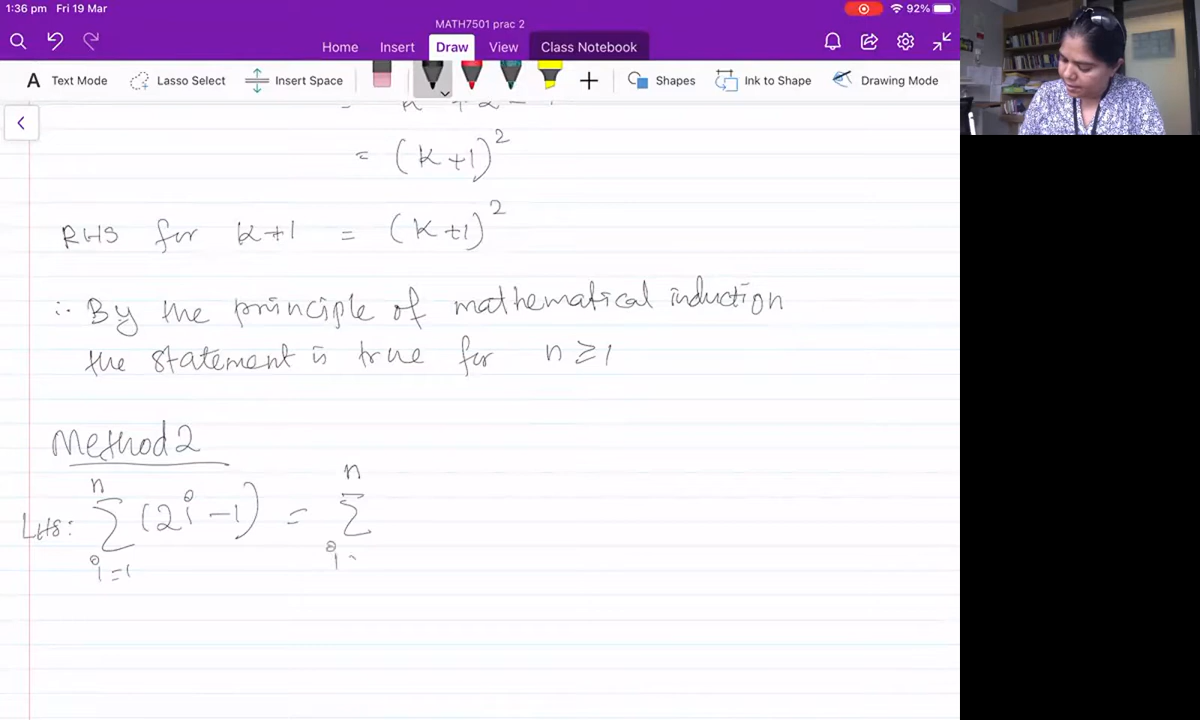 1:36 pm Fri 19 Mar
92%
MATH7501 prac 2
Home Insert Draw View Class Notebook
A Text Mode Lasso Select Insert Space Shapes Ink to Shape Drawing Mode
= (k+1)²
RHS for k+1 = (k+1)²
∴ By the principle of mathematical induction
the statement is true for n ≥ 1
Method 2
LHS: ∑_{i=1}^{n} (2i-1) = ∑_{i=}^{n}